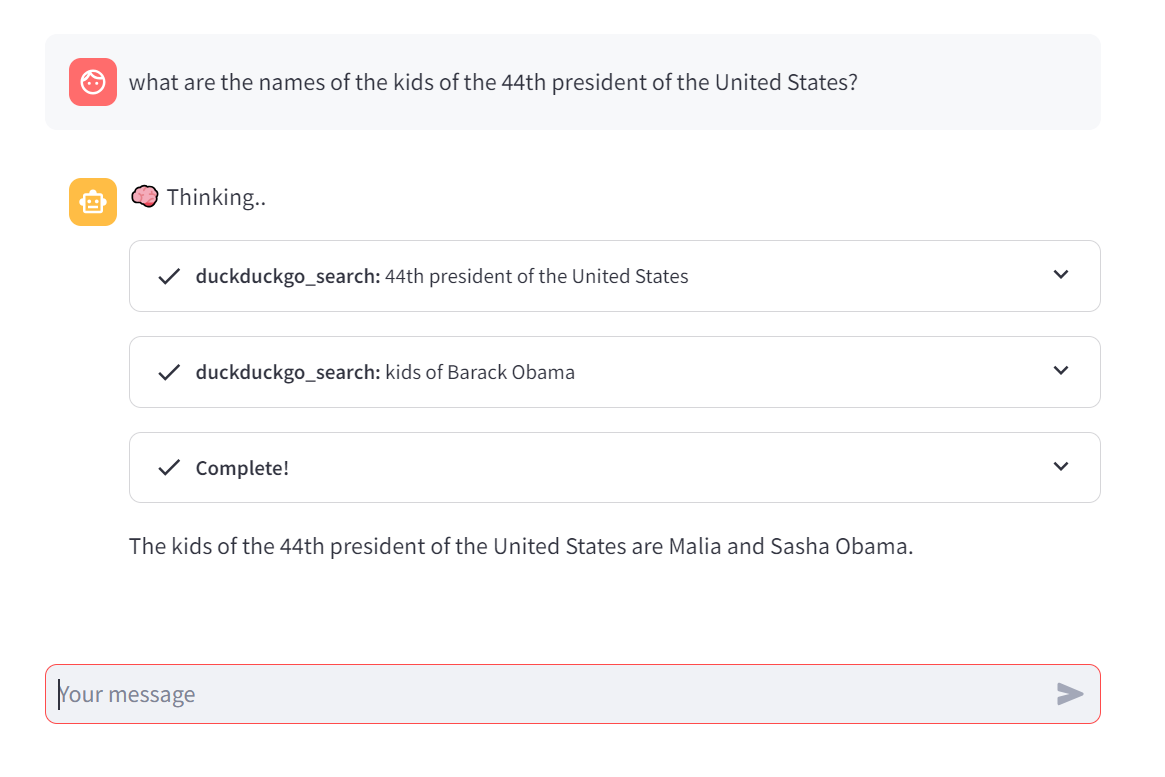 what are the names of the kids of the 44th president of the United States?
Thinking..
duckduckgo_search: 44th president of the United States
duckduckgo_search: kids of Barack Obama
Complete!
The kids of the 44th president of the United States are Malia and Sasha Obama.
Your message